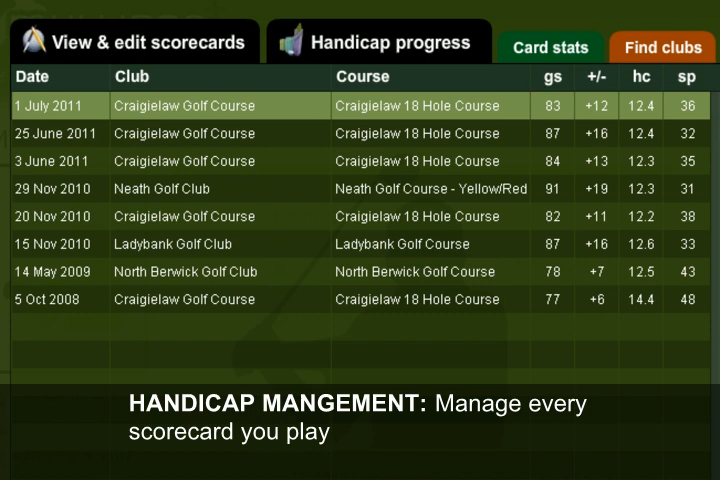 View & edit scorecards Handicap progress Card stats Find clubs
Date Club Course gs +/- hc sp
1 July 2011 Craigielaw Golf Course Craigielaw 18 Hole Course 83 +12 12.4 36
25 June 2011 Craigielaw Golf Course Craigielaw 18 Hole Course 87 +16 12.4 32
3 June 2011 Craigielaw Golf Course Craigielaw 18 Hole Course 84 +13 12.3 35
29 Nov 2010 Neath Golf Club Neath Golf Course - Yellow/Red 91 +19 12.3 31
20 Nov 2010 Craigielaw Golf Course Craigielaw 18 Hole Course 82 +11 12.2 38
15 Nov 2010 Ladybank Golf Club Ladybank Golf Course 87 +16 12.6 33
14 May 2009 North Berwick Golf Club North Berwick Golf Course 78 +7 12.5 43
5 Oct 2008 Craigielaw Golf Course Craigielaw 18 Hole Course 77 +6 14.4 48
HANDICAP MANGEMENT: Manage every
scorecard you play